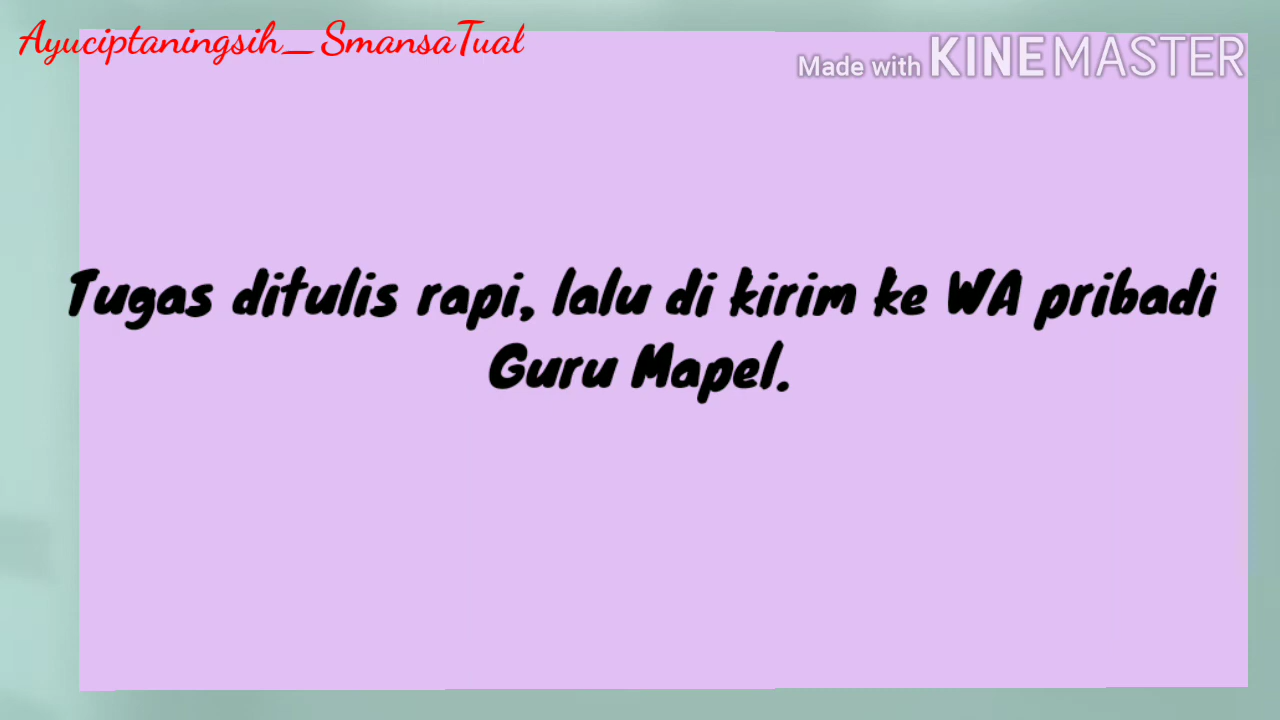 Ayuciptaningsih_SmansaTual
Made with KINEMASTER
Tugas ditulis rapi, lalu di kirim ke WA pribadi
Guru Mapel.